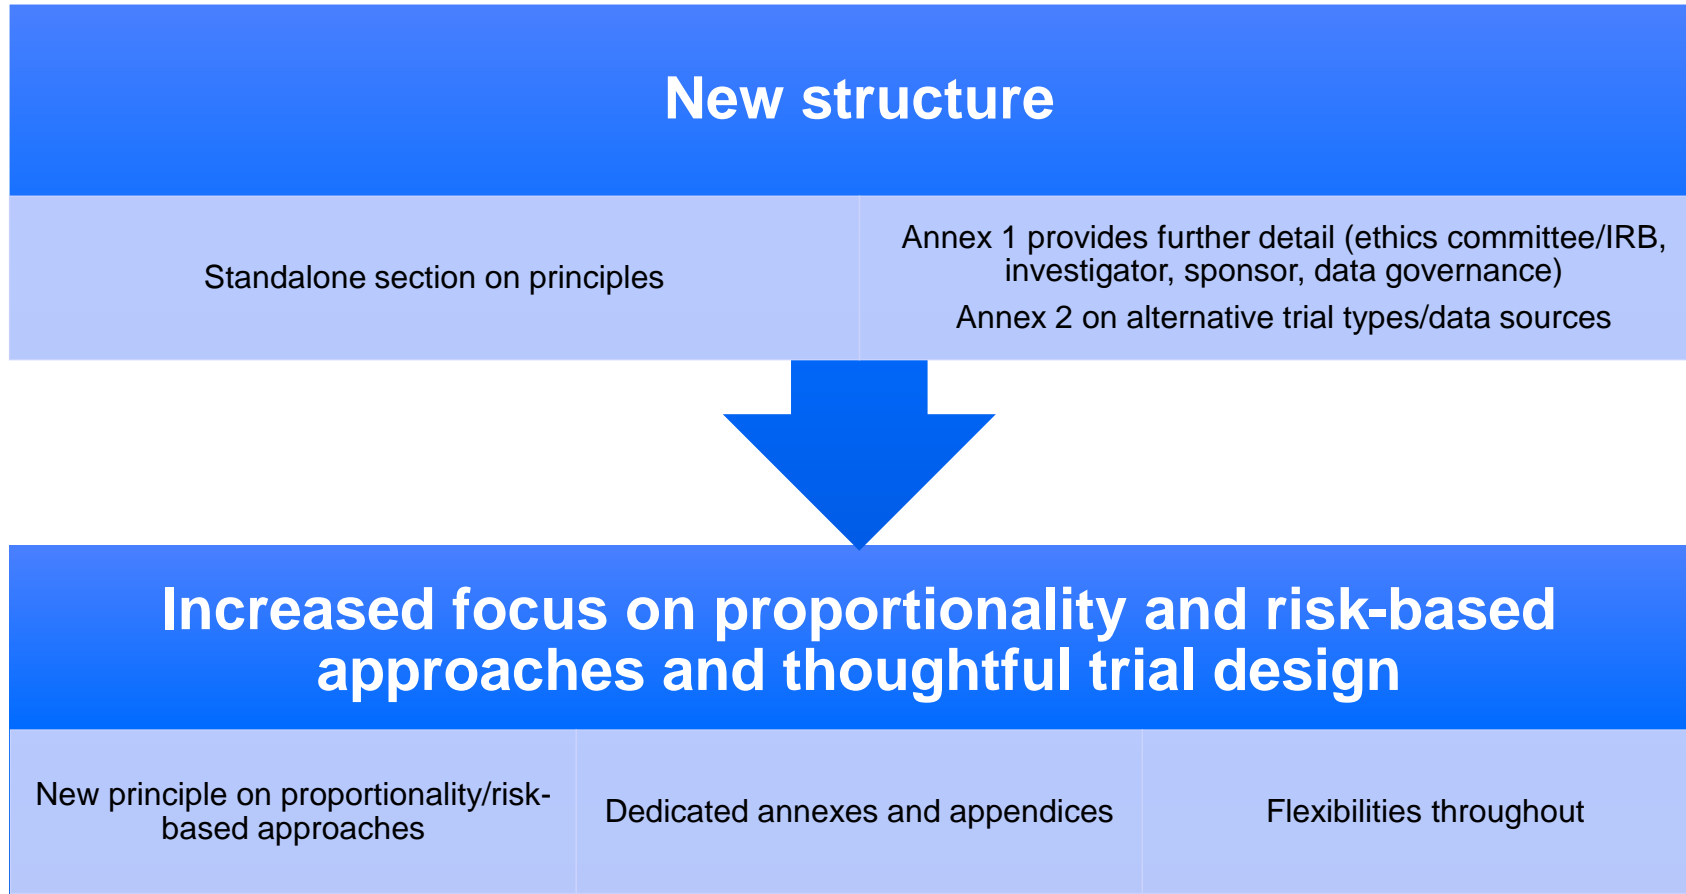 New structure
Standalone section on principles
Annex 1 provides further detail (ethics committee/IRB,
investigator, sponsor, data governance)
Annex 2 on alternative trial types/data sources
Increased focus on proportionality and risk-based
approaches and thoughtful trial design
New principle on proportionality/risk-
based approaches
Dedicated annexes and appendices
Flexibilities throughout